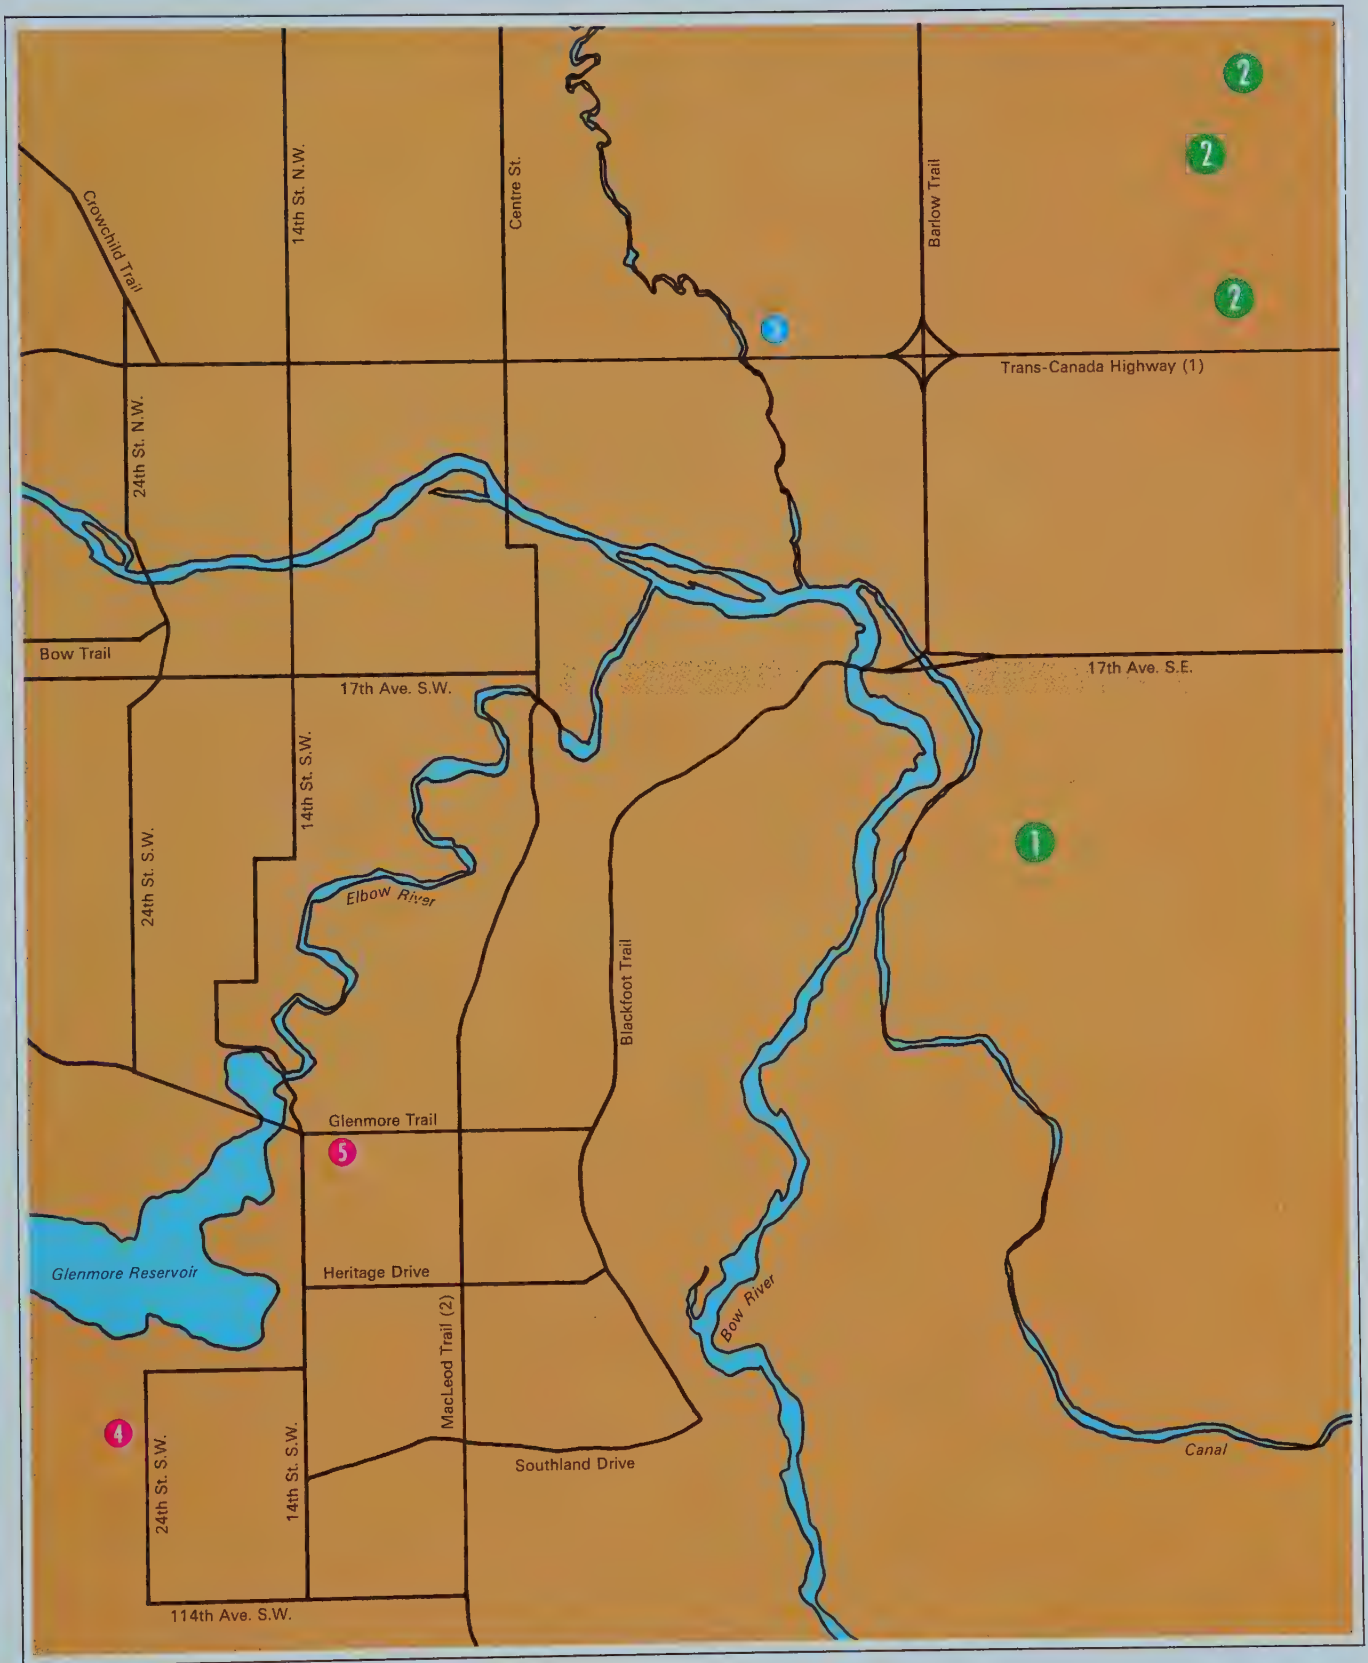 2
2
14th St. N.W.
Centre St.
Barlow Trail
Crowchild Trail
2
3
Trans-Canada Highway (1)
24th St. N.W.
Bow Trail
17th Ave. S.W.
17th Ave. S.E.
14th St. S.W.
1
24th St. S.W.
Elbow River
Blackfoot Trail
Glenmore Trail
5
Glenmore Reservoir
Heritage Drive
Bow River
MacLeod Trail (2)
4
24th St. S.W.
14th St. S.W.
Southland Drive
Canal
114th Ave. S.W.